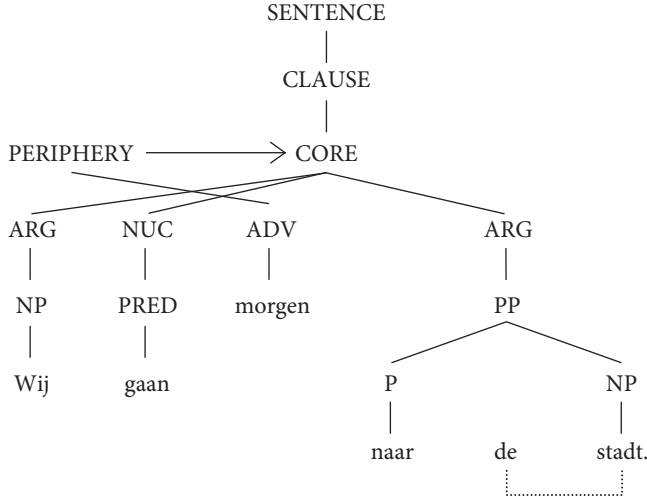 SENTENCE
CLAUSE
PERIPHERY CORE
ARG NUC ADV ARG
NP PRED morgen PP
Wij gaan P NP
naar de stadt.